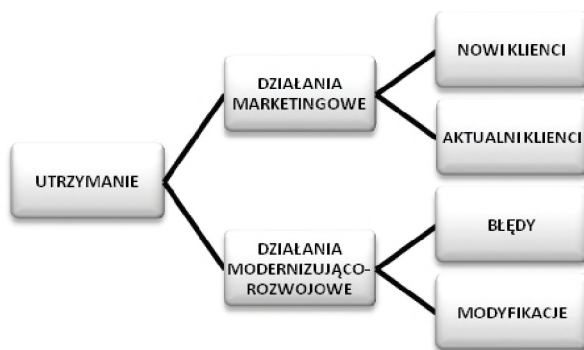 UTRZYMANIE
DZIAŁANIA
MARKETINGOWE
NOWI KLIENCI
AKTUALNI KLIENCI
DZIAŁANIA
MODERNIZUJĄCO-
ROZWOJOWE
BŁĘDY
MODYFIKACJE